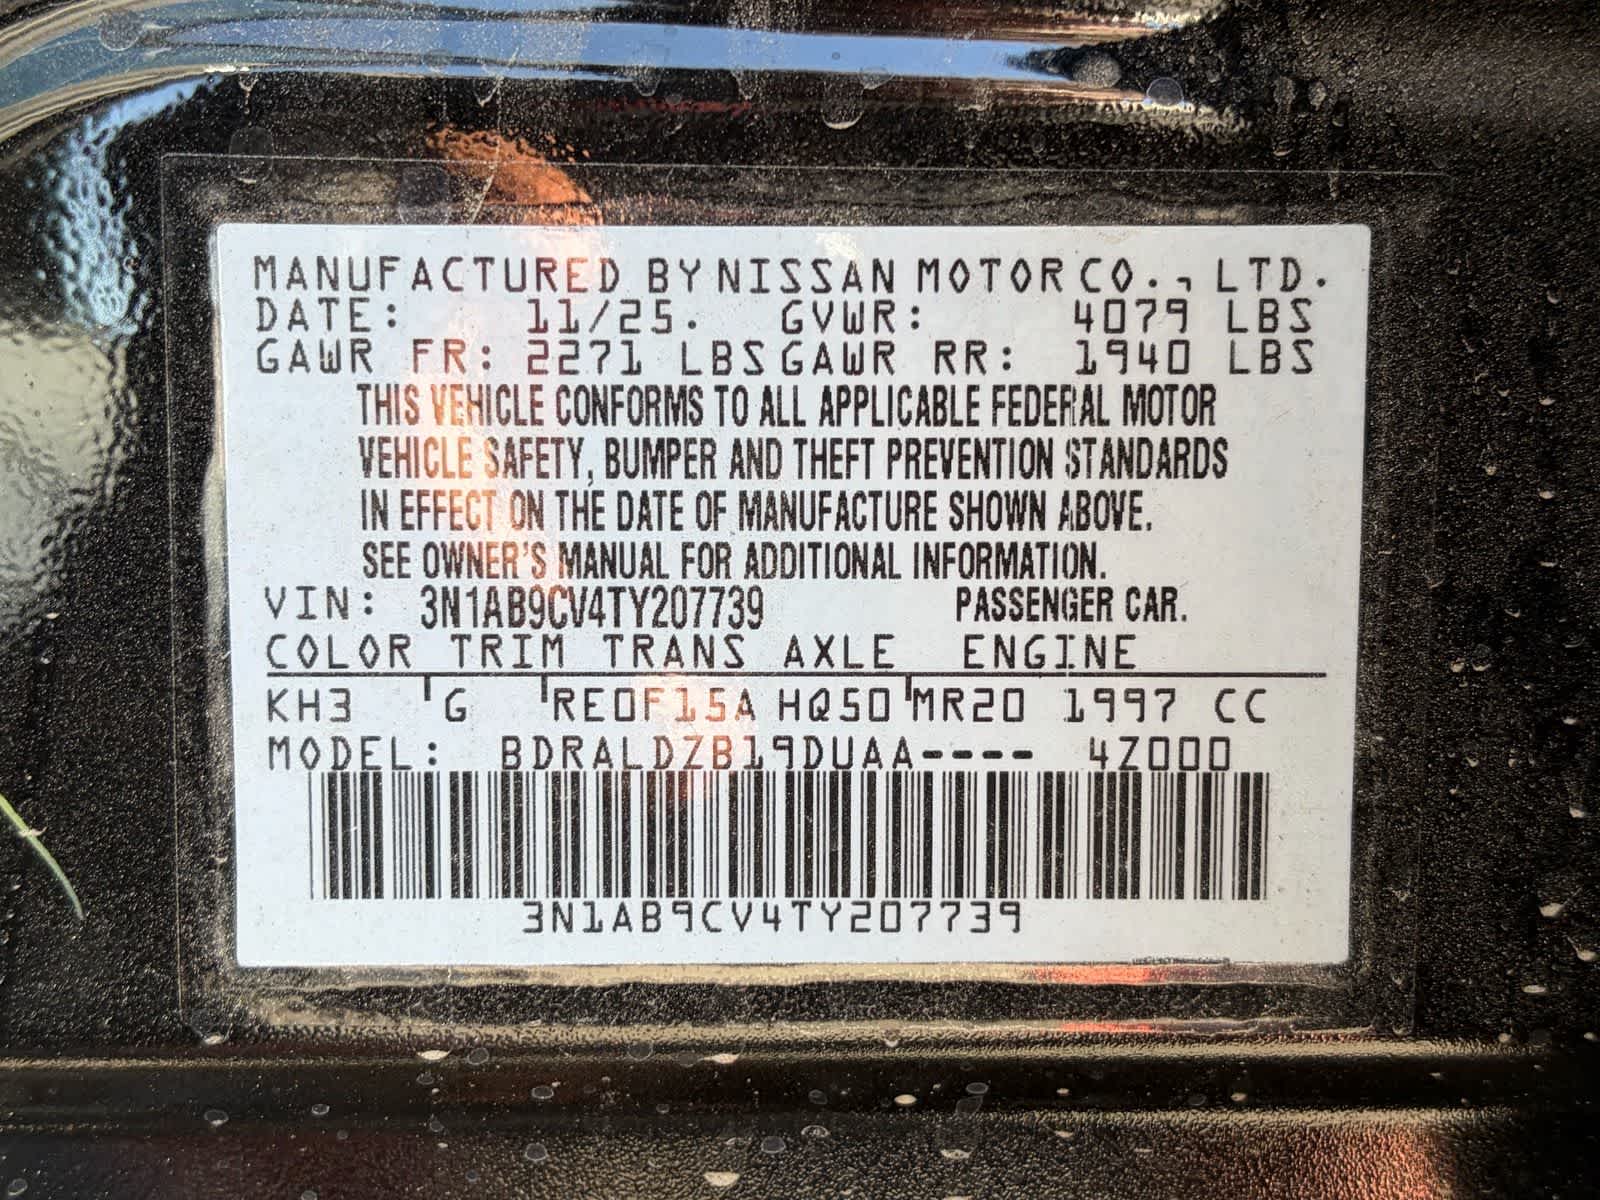 MANUFACTURED BY NISSAN MOTOR CO., LTD.
DATE: 11/25. GVWR: 4079 LBS
GAWR FR: 2271 LBS GAWR RR: 1940 LBS
THIS VEHICLE CONFORMS TO ALL APPLICABLE FEDERAL MOTOR
VEHICLE SAFETY, BUMPER AND THEFT PREVENTION STANDARDS
IN EFFECT ON THE DATE OF MANUFACTURE SHOWN ABOVE.
SEE OWNER'S MANUAL FOR ADDITIONAL INFORMATION.
VIN: 3N1AB9CV4TY207739 PASSENGER CAR.
COLOR TRIM TRANS AXLE ENGINE
KH3 G RE0F15A HQ50 MR20 1997 CC
MODEL: BDRALDZB19DUAA---- 4Z000
3N1AB9CV4TY207739